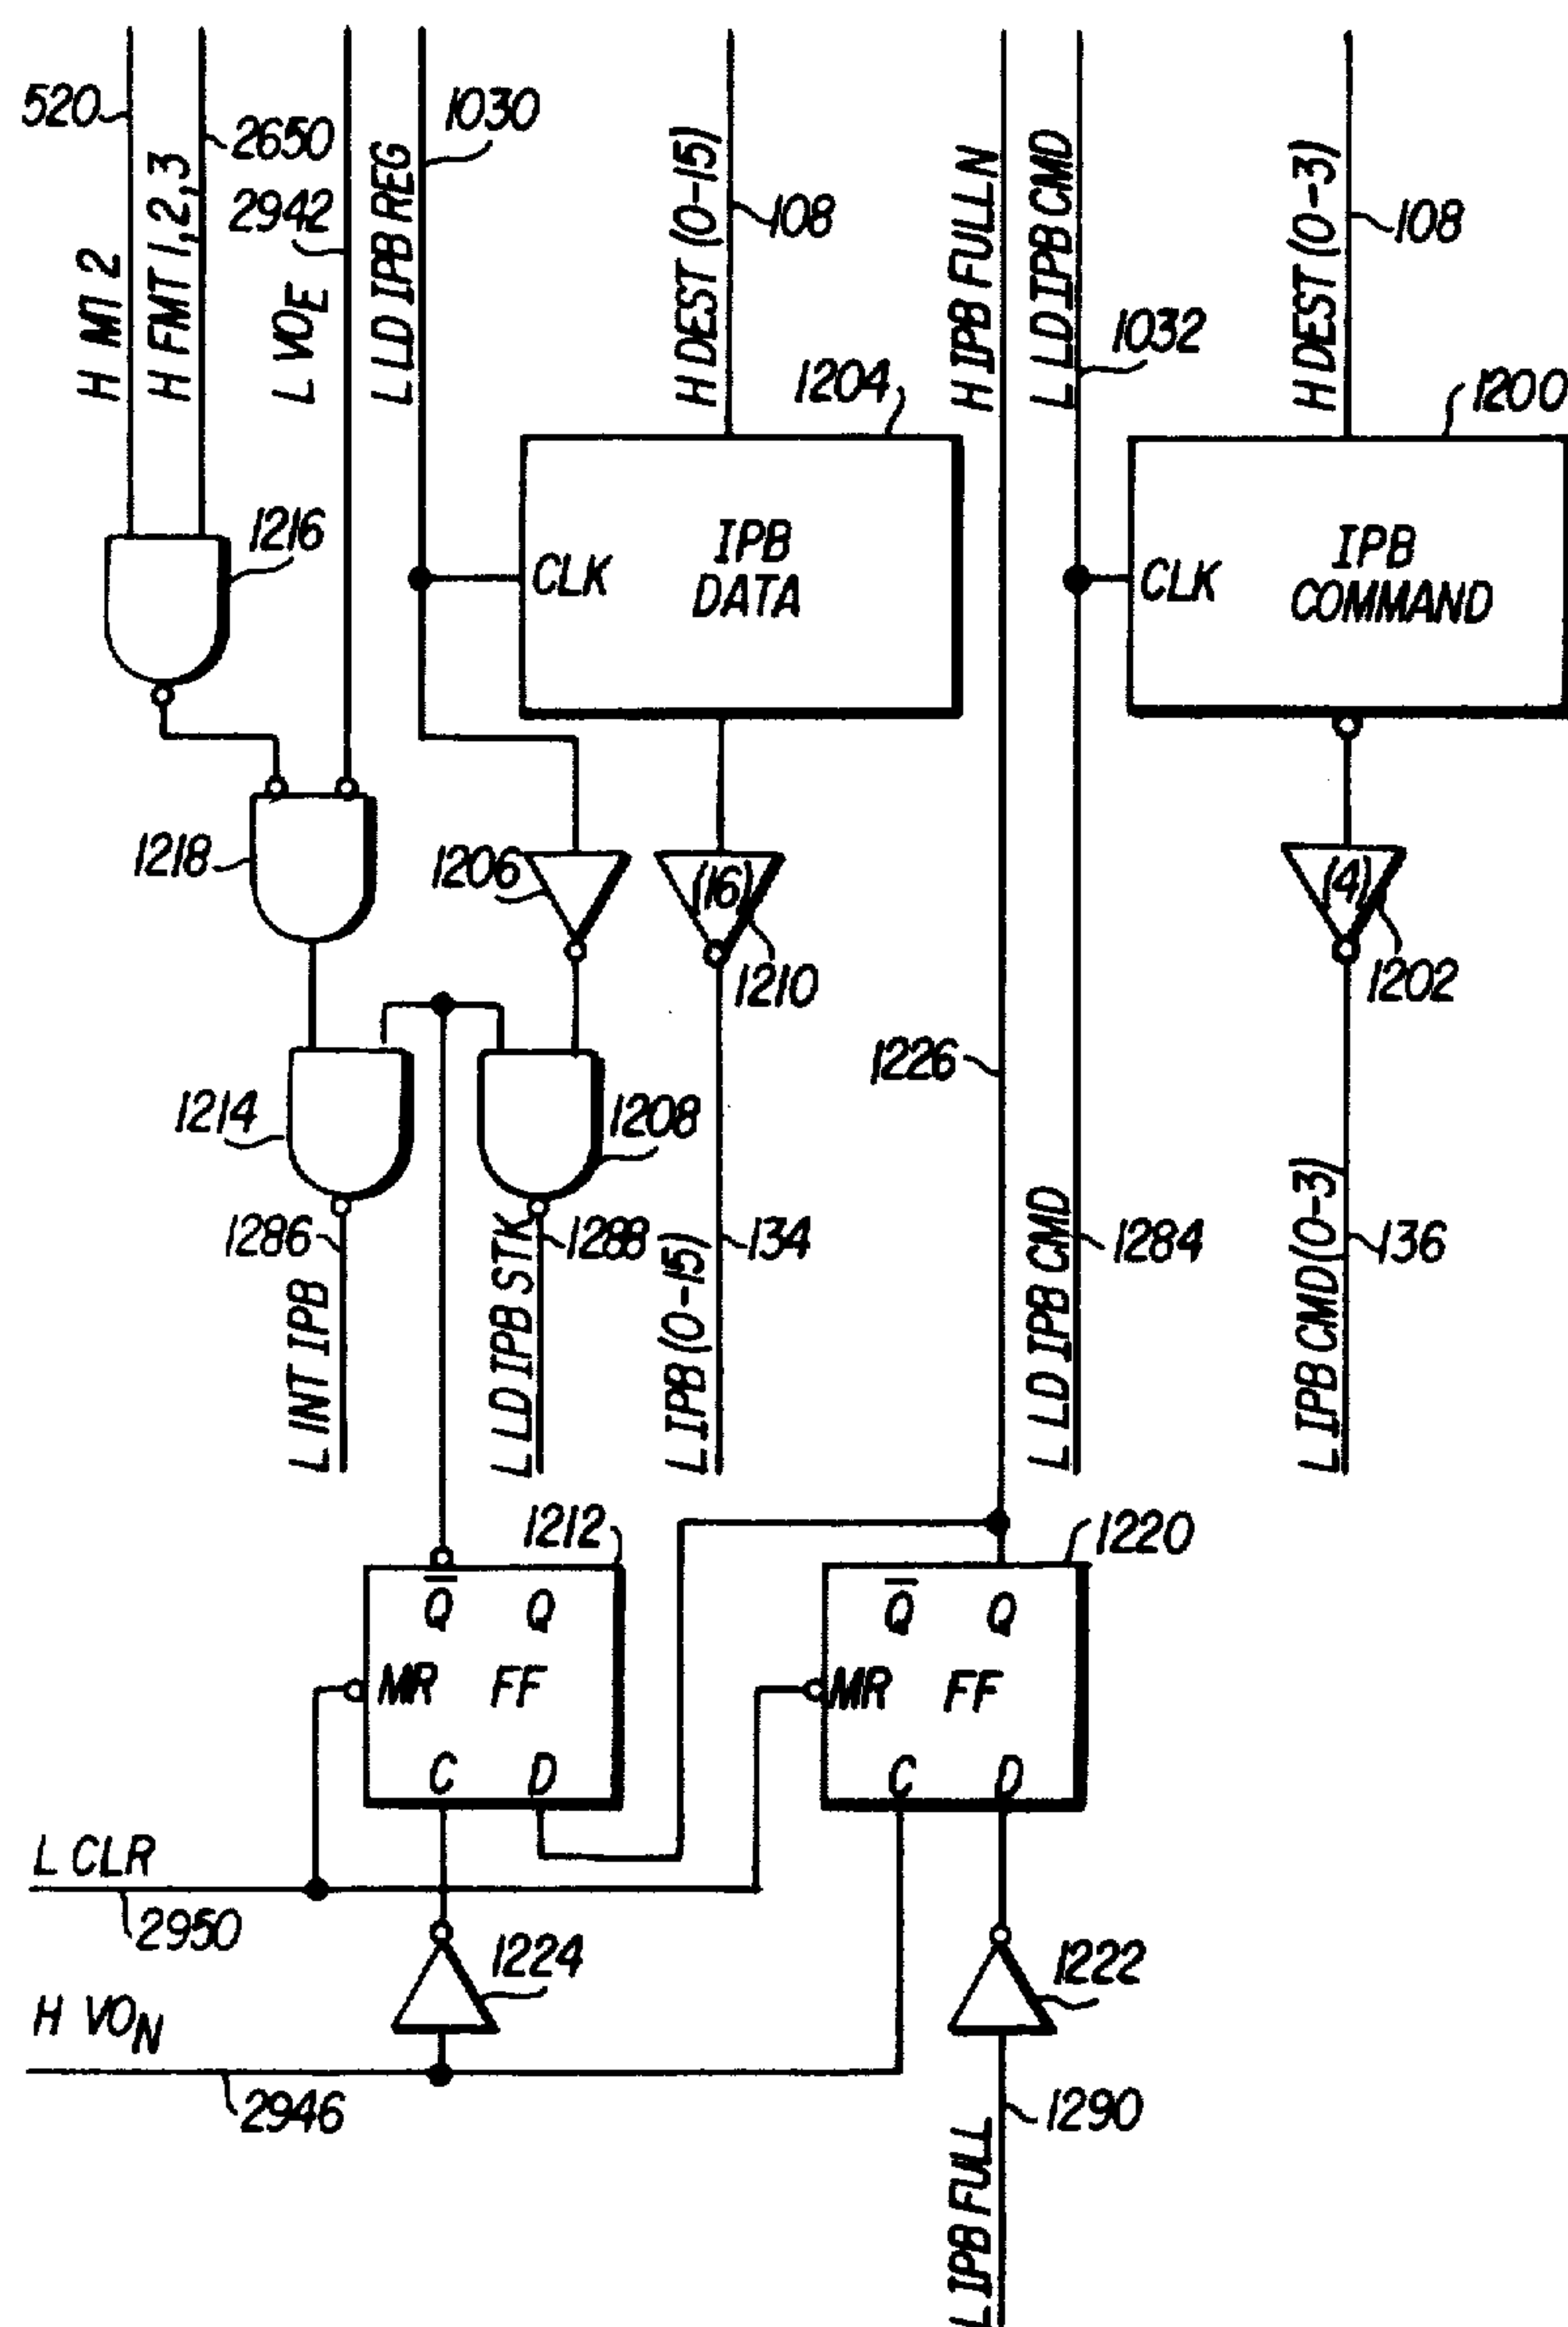 520
H MI 2
H FMT 1,2,3
2650
2942
L VOE
L LD IPB REG
1030
H DEST (0-15)
108
H IPB FULLN
L LD IPB CMD
1032
H DEST (0-3)
108
1204
1200
1216
CLK
IPB
DATA
CLK
IPB
COMMAND
1218
1206
(16)
1210
(4)
1202
1226
1214
1208
1286
L INT IPB
L LD IPB STK
1288
L IPB (0-15)
134
L LD IPB CMD
1284
L IPB CMD (0-3)
136
1212
1220
Q Q
MR FF
C D
Q Q
MR FF
C D
L CLR
2950
1224
1222
H VON
2946
1290
L IPB FULL